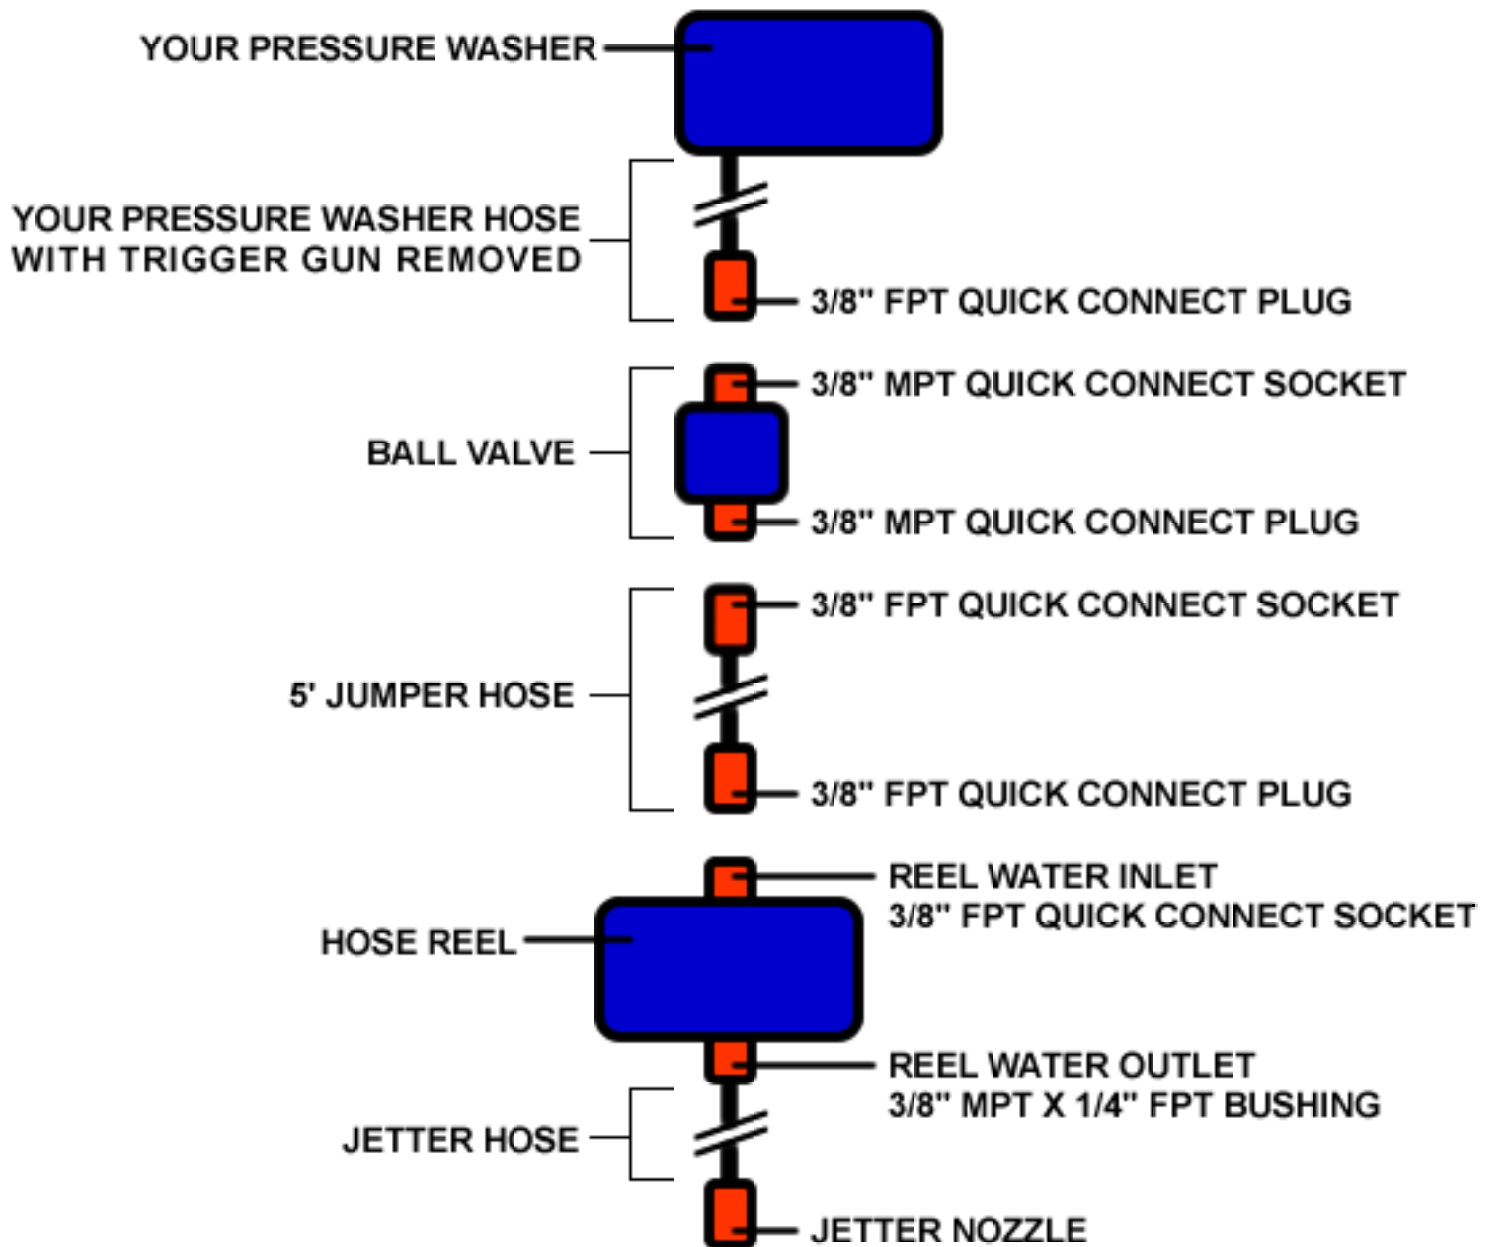 YOUR PRESSURE WASHER
YOUR PRESSURE WASHER HOSE
WITH TRIGGER GUN REMOVED
3/8" FPT QUICK CONNECT PLUG
3/8" MPT QUICK CONNECT SOCKET
BALL VALVE
3/8" MPT QUICK CONNECT PLUG
3/8" FPT QUICK CONNECT SOCKET
5' JUMPER HOSE
3/8" FPT QUICK CONNECT PLUG
REEL WATER INLET
3/8" FPT QUICK CONNECT SOCKET
HOSE REEL
REEL WATER OUTLET
3/8" MPT X 1/4" FPT BUSHING
JETTER HOSE
JETTER NOZZLE